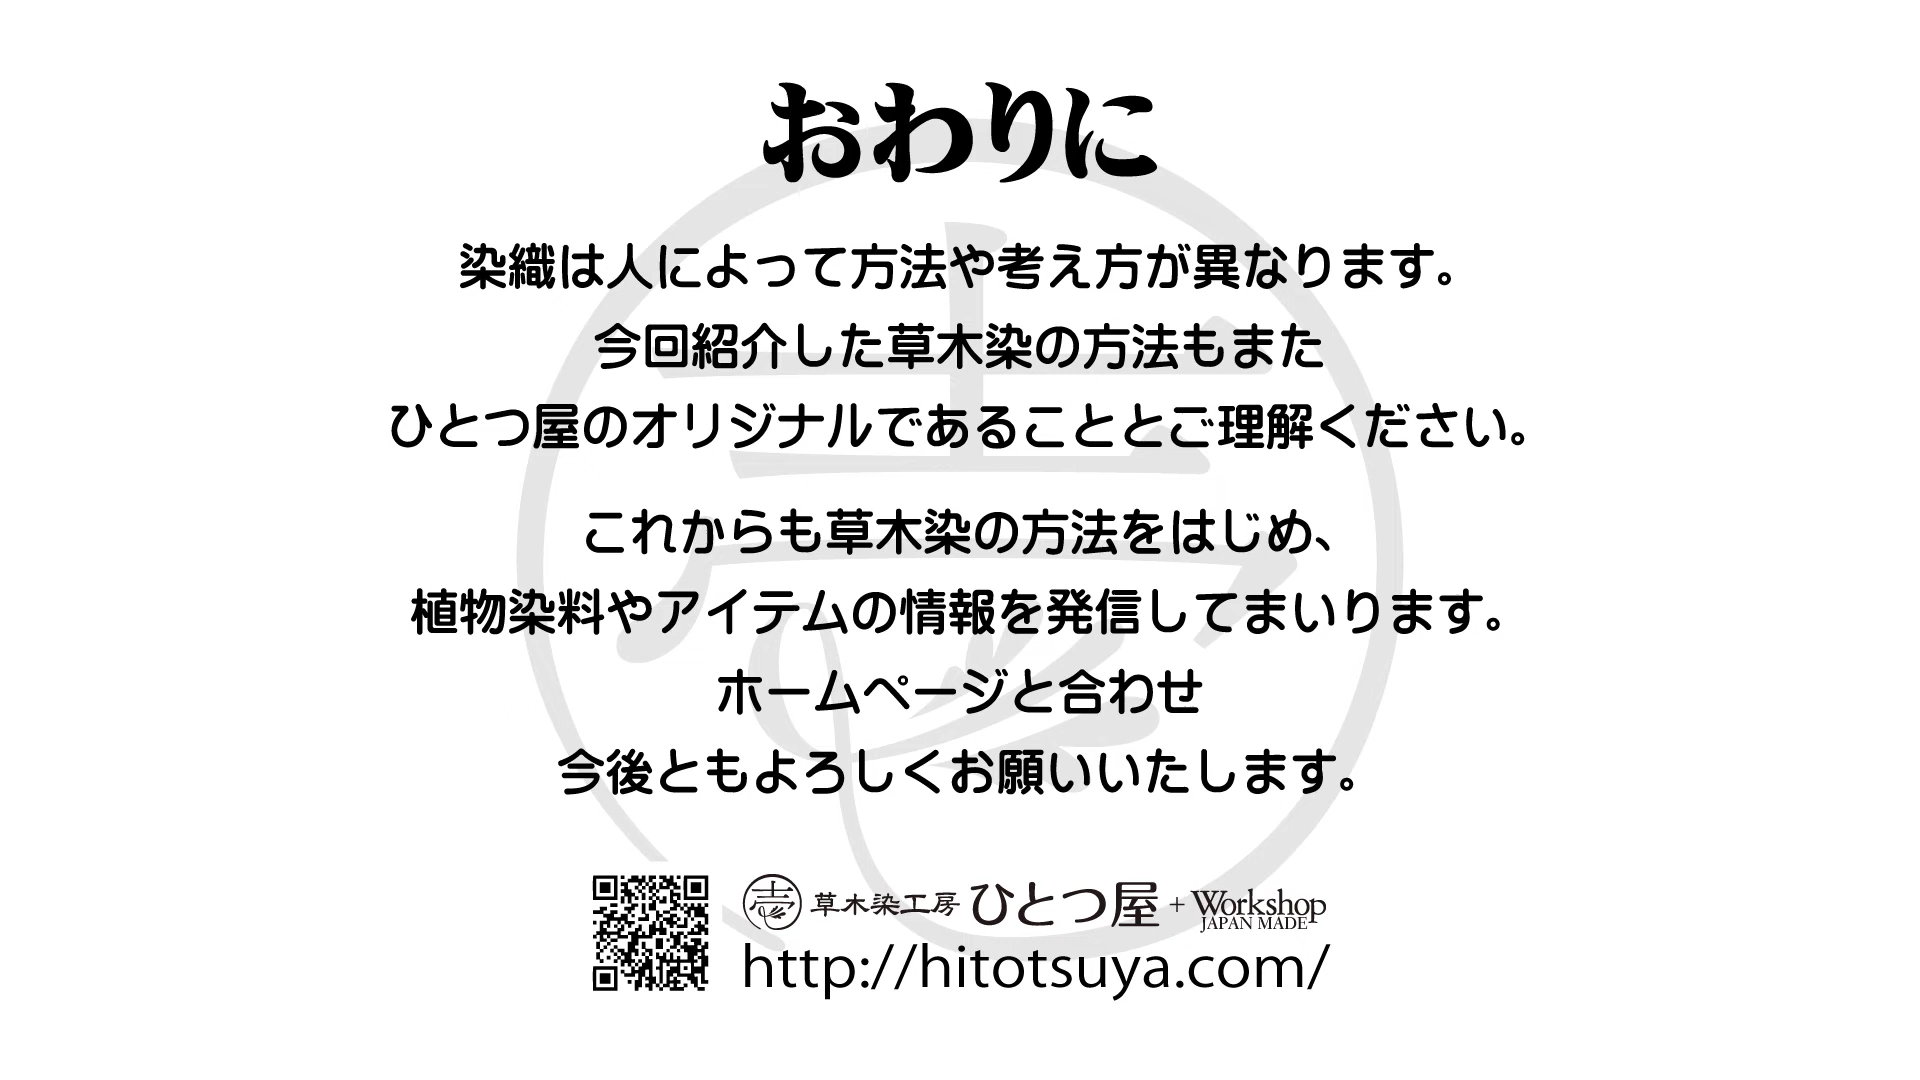 おわりに
染織は人によって方法や考え方が異なります。
今回紹介した草木染の方法もまた
ひとつ屋のオリジナルであることとご理解ください。
これからも草木染の方法をはじめ、
植物染料やアイテムの情報を発信してまいります。
ホームページと合わせ
今後ともよろしくお願いいたします。
壱 草木染工房 ひとつ屋 + Workshop
JAPAN MADE
http://hitotsuya.com/